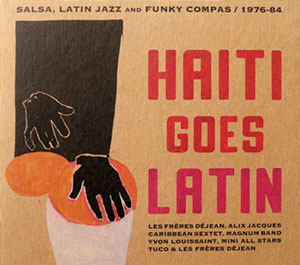 SALSA, LATIN JAZZ AND FUNKY COMPAS / 1976-84
HAITI
GOES
LATIN
LES FRÈRES DÉJEAN, ALIX JACQUES
CARIBBEAN SEXTET, MAGNUM BAND
YVON LOUISSAINT, MINI ALL STARS
TUCO & LES FRÈRES DÉJEAN